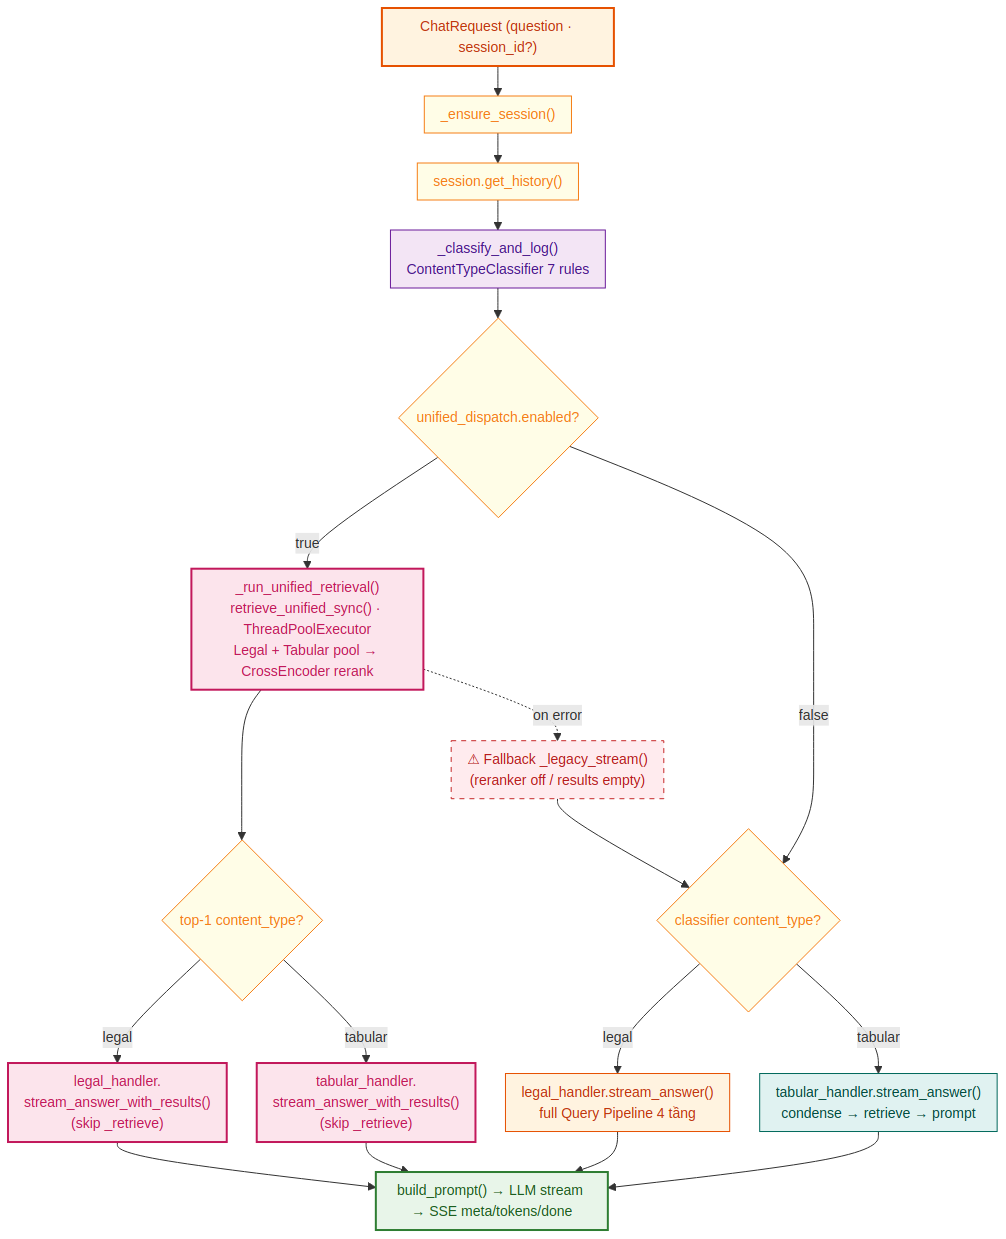 ChatRequest (question ·
session_id?)
_ensure_session()
session.get_history()
_classify_and_log()
ContentTypeClassifier 7 rules
unified_dispatch.enabled?
true
_run_unified_retrieval()
retrieve_unified_sync() ·
ThreadPoolExecutor
Legal + Tabular pool →
CrossEncoder rerank
on error
false
⚠ Fallback _legacy_stream()
(reranker off / results empty)
top-1 content_type?
classifier content_type?
legal
tabular
legal
tabular
legal_handler.
stream_answer_with_results()
(skip _retrieve)
tabular_handler.
stream_answer_with_results()
(skip _retrieve)
legal_handler.stream_answer()
full Query Pipeline 4 tầng
tabular_handler.stream_answer()
condense → retrieve → prompt
build_prompt() → LLM stream
→ SSE meta/tokens/done